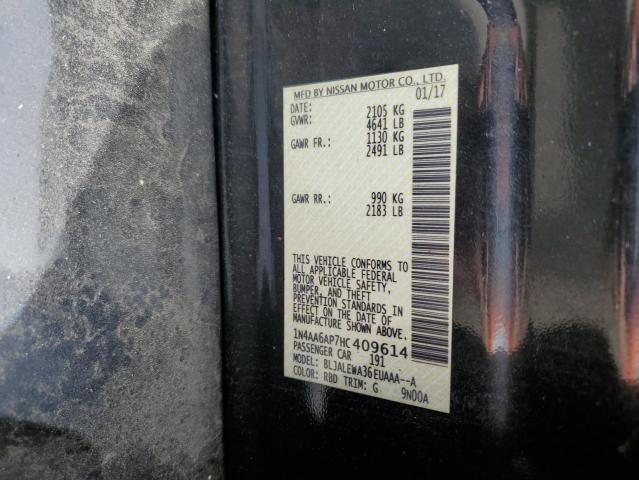 MFD BY NISSAN MOTOR CO., LTD.
DATE: 01/17
GVWR: 2105 KG
4641 LB
GAWR FR.: 1130 KG
2491 LB
GAWR RR.: 990 KG
2183 LB
THIS VEHICLE CONFORMS TO
ALL APPLICABLE FEDERAL
MOTOR VEHICLE SAFETY,
BUMPER, AND THEFT
PREVENTION STANDARDS IN
EFFECT ON THE DATE OF
MANUFACTURE SHOWN ABOVE.
1N4AA6AP7HC409614
PASSENGER CAR 191
MODEL: BLJALEWA36EUAAA--A
COLOR: RBD TRIM: G 9N00A